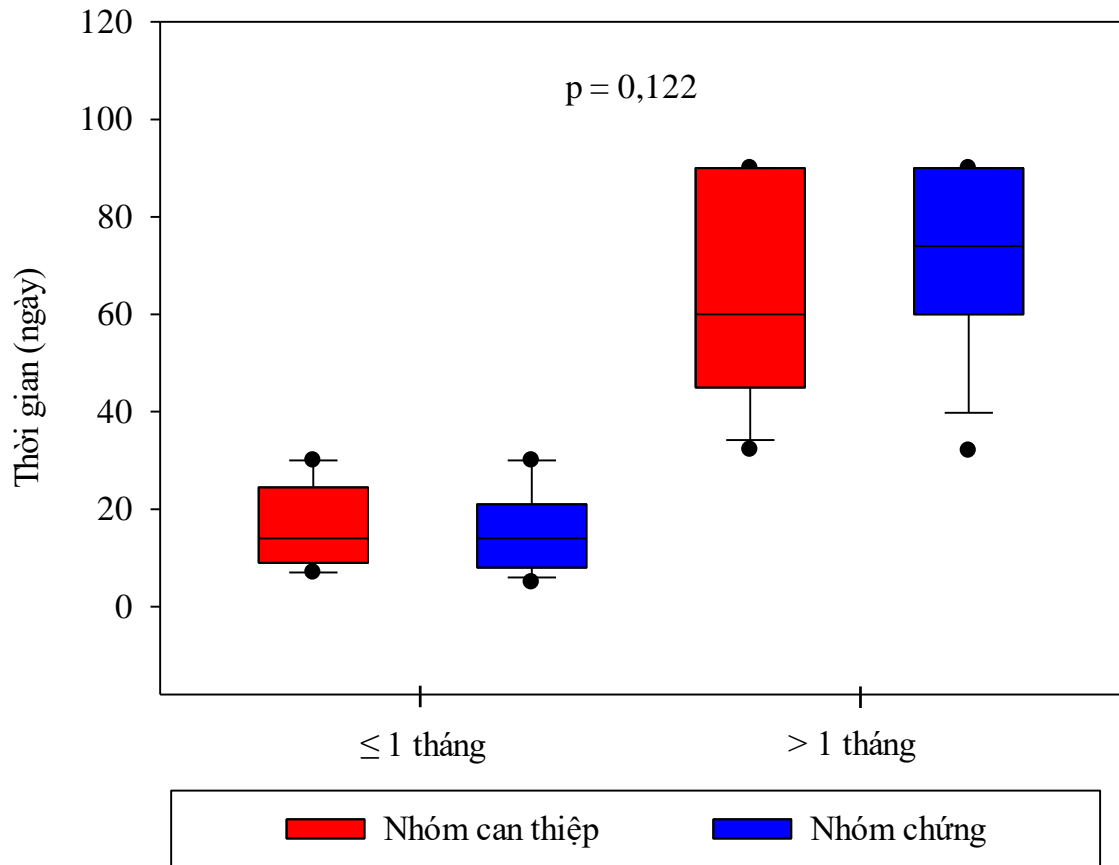 120
p = 0,122
100
80
60
40
20
0
Thời gian (ngày)
≤ 1 tháng
> 1 tháng
Nhóm can thiệp
Nhóm chứng